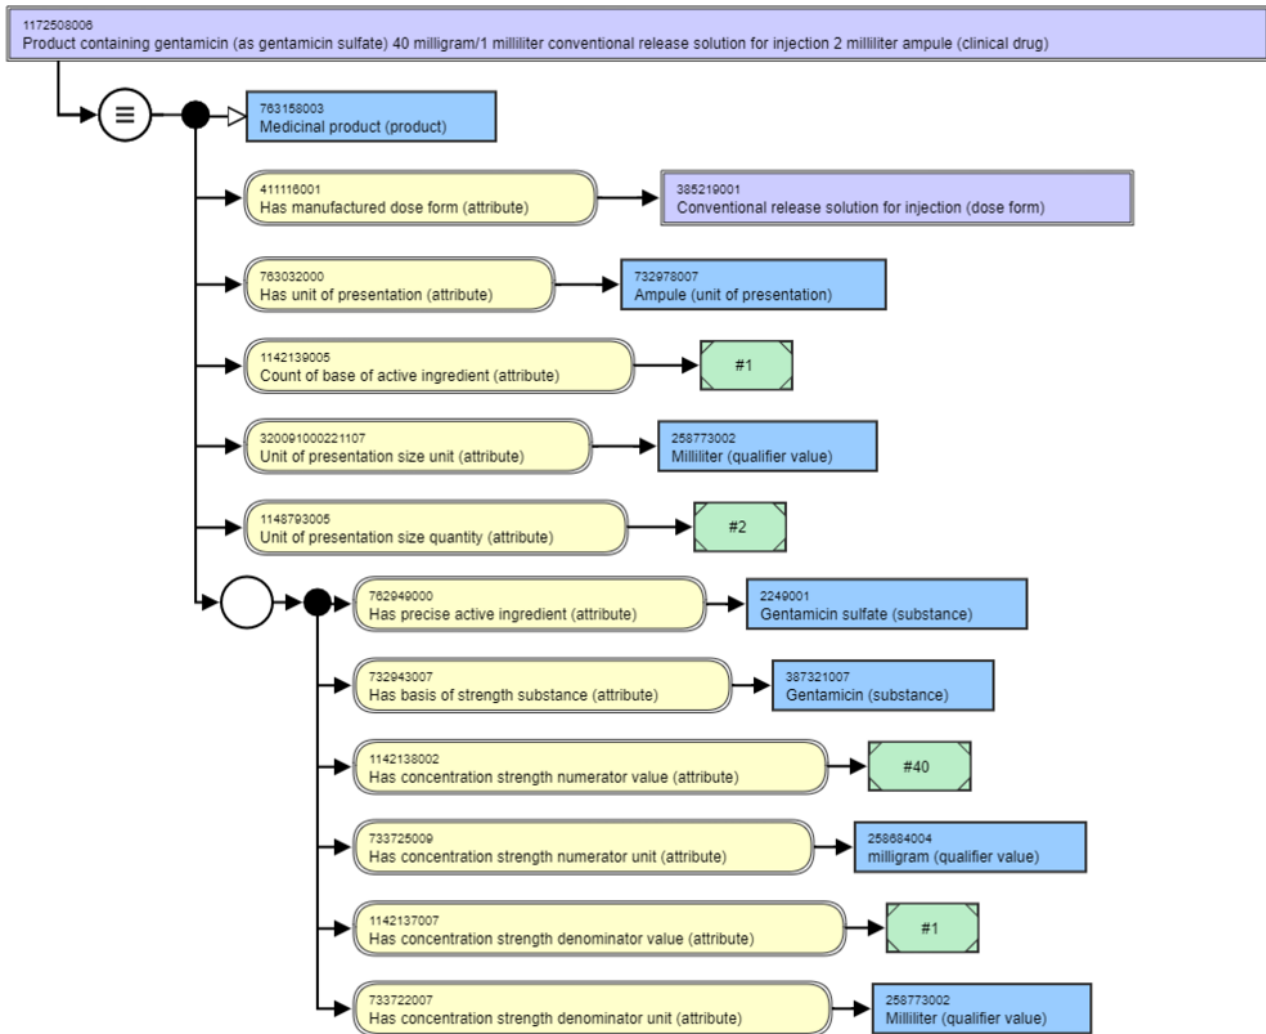 1172508006
Product containing gentamicin (as gentamicin sulfate) 40 milligram/1 milliliter conventional release solution for injection 2 milliliter ampule (clinical drug)
763158003
Medicinal product (product)
411116001
Has manufactured dose form (attribute)
385219001
Conventional release solution for injection (dose form)
763032000
Has unit of presentation (attribute)
732978007
Ampule (unit of presentation)
1142139005
Count of base of active ingredient (attribute)
#1
320091000221107
Unit of presentation size unit (attribute)
258773002
Milliliter (qualifier value)
1148793005
Unit of presentation size quantity (attribute)
#2
762949000
Has precise active ingredient (attribute)
2249001
Gentamicin sulfate (substance)
732943007
Has basis of strength substance (attribute)
387321007
Gentamicin (substance)
1142138002
Has concentration strength numerator value (attribute)
#40
733725009
Has concentration strength numerator unit (attribute)
258684004
milligram (qualifier value)
1142137007
Has concentration strength denominator value (attribute)
#1
733722007
Has concentration strength denominator unit (attribute)
258773002
Milliliter (qualifier value)